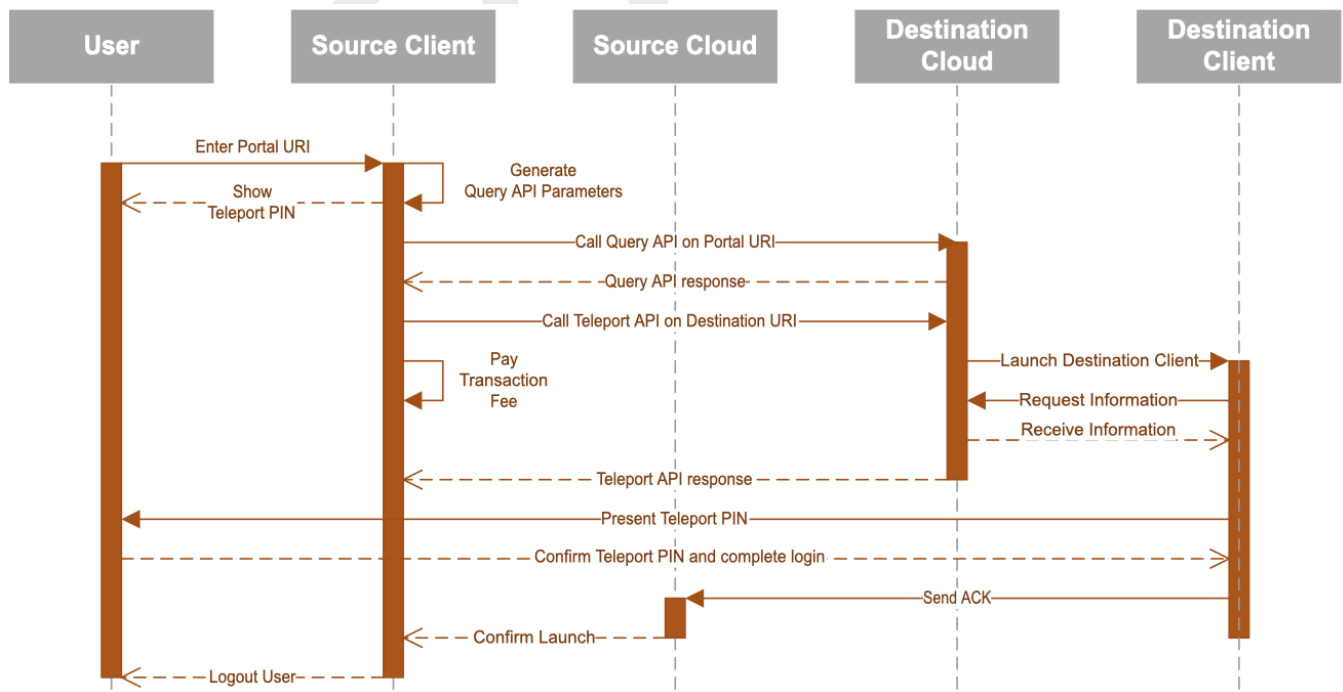 User
Source Client
Source Cloud
Destination
Cloud
Destination
Client
Enter Portal URI
Generate
Query API Parameters
Show
Teleport PIN
Call Query API on Portal URI
Query API response
Call Teleport API on Destination URI
Pay
Transaction
Fee
Launch Destination Client
Request Information
Receive Information
Teleport API response
Present Teleport PIN
Confirm Teleport PIN and complete login
Send ACK
Confirm Launch
Logout User